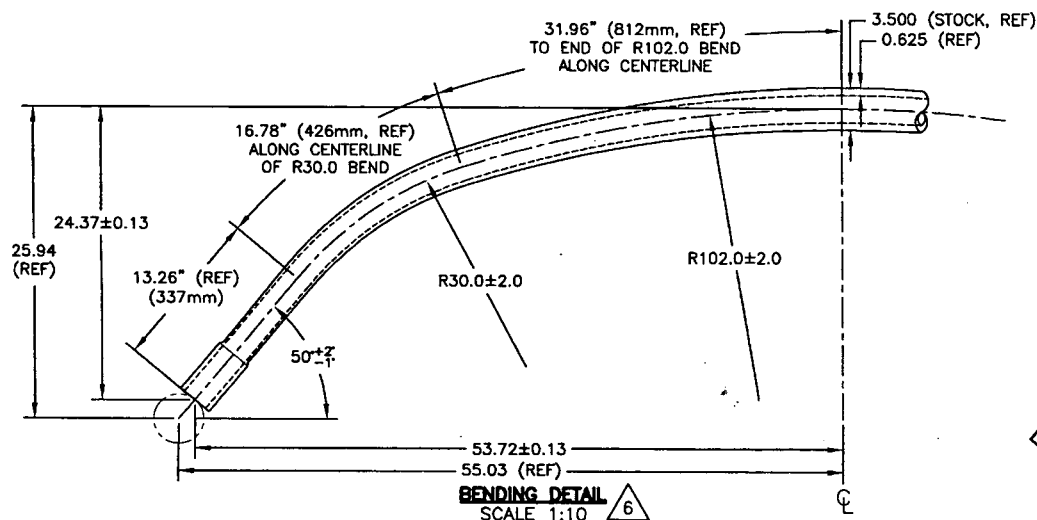 31.96" (812mm, REF)
TO END OF R102.0 BEND
ALONG CENTERLINE
3.500 (STOCK, REF)
0.625 (REF)
16.78" (426mm, REF)
ALONG CENTERLINE
OF R30.0 BEND
24.37±0.13
25.94
(REF)
13.26" (REF)
(337mm)
R30.0±2.0
R102.0±2.0
50°+2°
-1°
53.72±0.13
55.03 (REF)
BENDING DETAIL
6
SCALE 1:10
℄